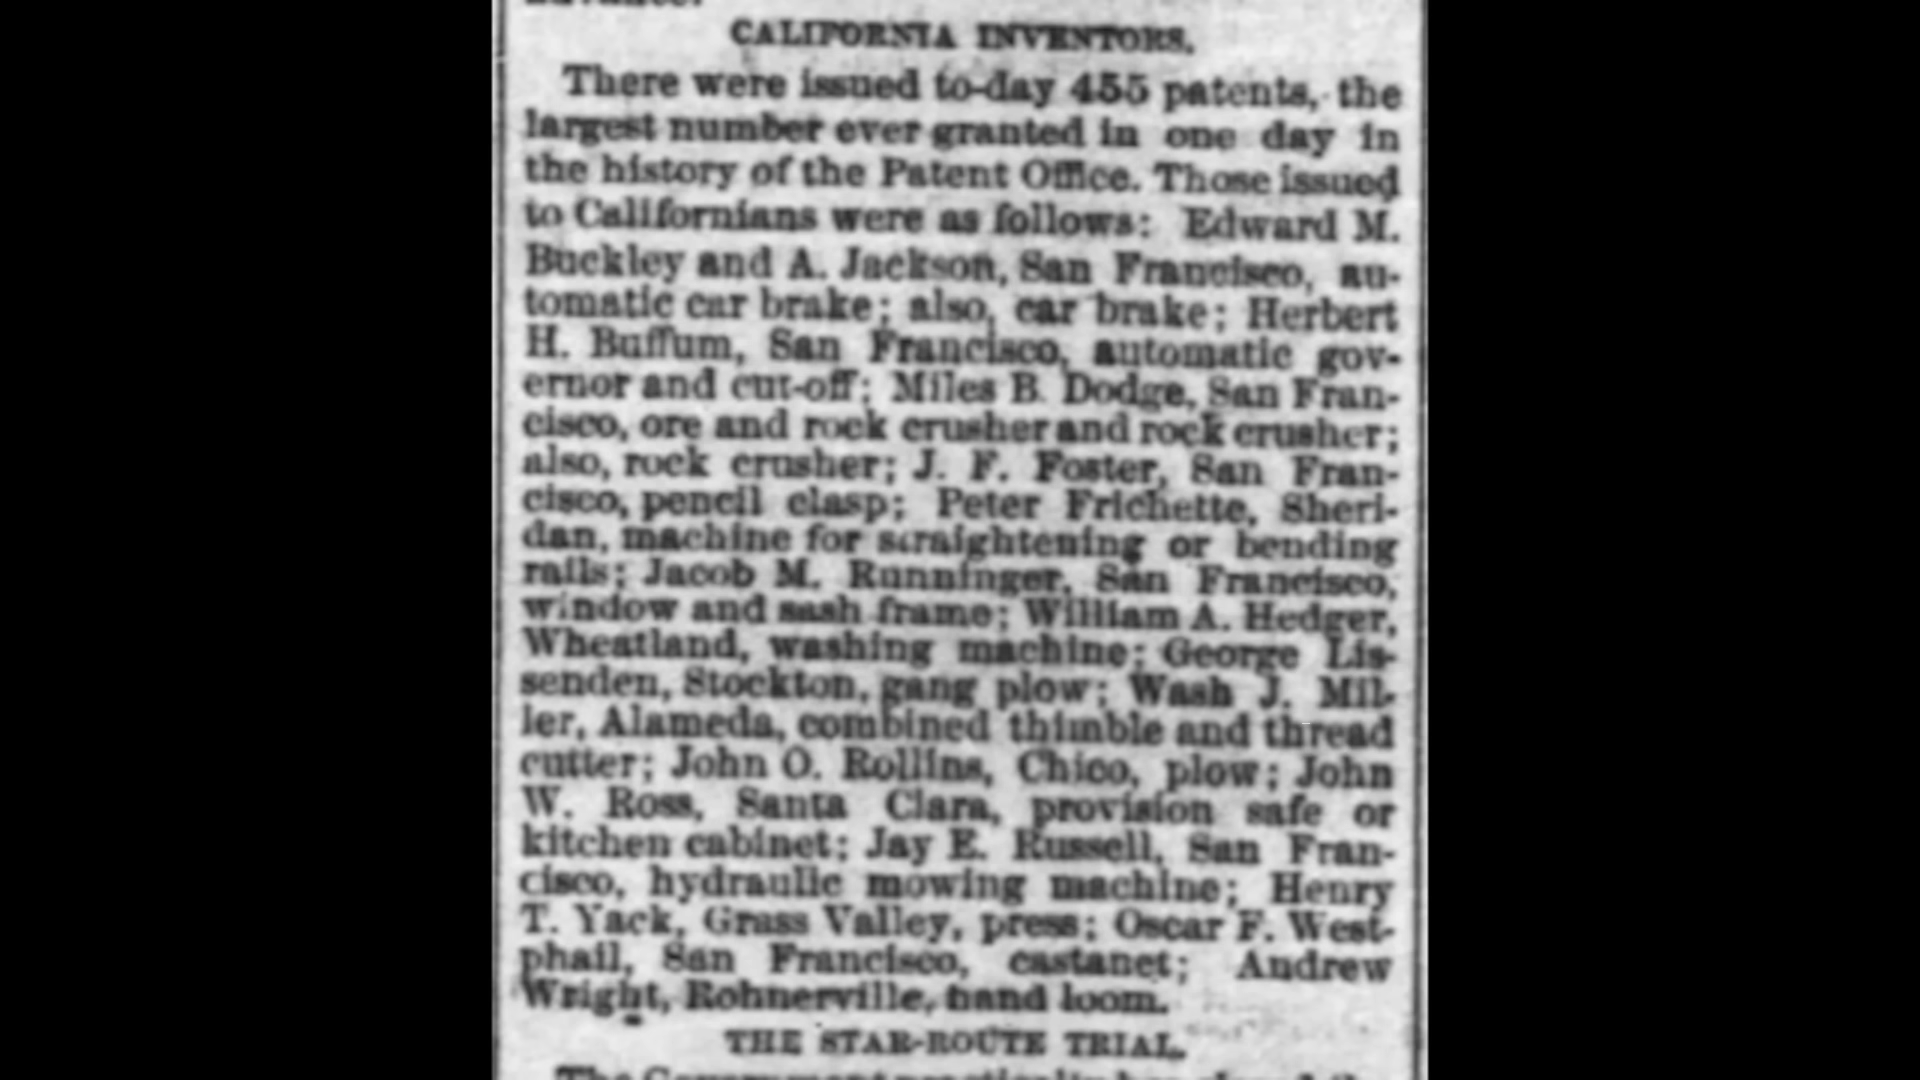 CALIFORNIA INVENTORS.
There were issued to-day 455 patents, the
largest number ever granted in one day in
the history of the Patent Office. Those issued
to Californians were as follows: Edward M.
Buckley and A. Jackson, San Francisco, au-
tomatic car brake; also, car brake; Herbert
H. Buffum, San Francisco, automatic gov-
ernor and cut-off; Miles B. Dodge, San Fran-
cisco, ore and rock crusher and rock crusher;
also, rock crusher; J. F. Foster, San Fran-
cisco, pencil clasp; Peter Frichette, Sheri-
dan, machine for straightening or bending
rails; Jacob M. Runninger, San Francisco,
window and sash frame; William A. Hedger,
Wheatland, washing machine; George Lis-
senden, Stockton, gang plow; Wash J. Mil-
ler, Alameda, combined thimble and thread
cutter; John O. Rollins, Chico, plow; John
W. Ross, Santa Clara, provision safe or
kitchen cabinet; Jay E. Russell, San Fran-
cisco, hydraulic mowing machine; Henry
T. Yack, Grass Valley, press; Oscar F. West-
phail, San Francisco, castanet; Andrew
Wright, Rohnerville, hand loom.
THE STAR-ROUTE TRIAL.